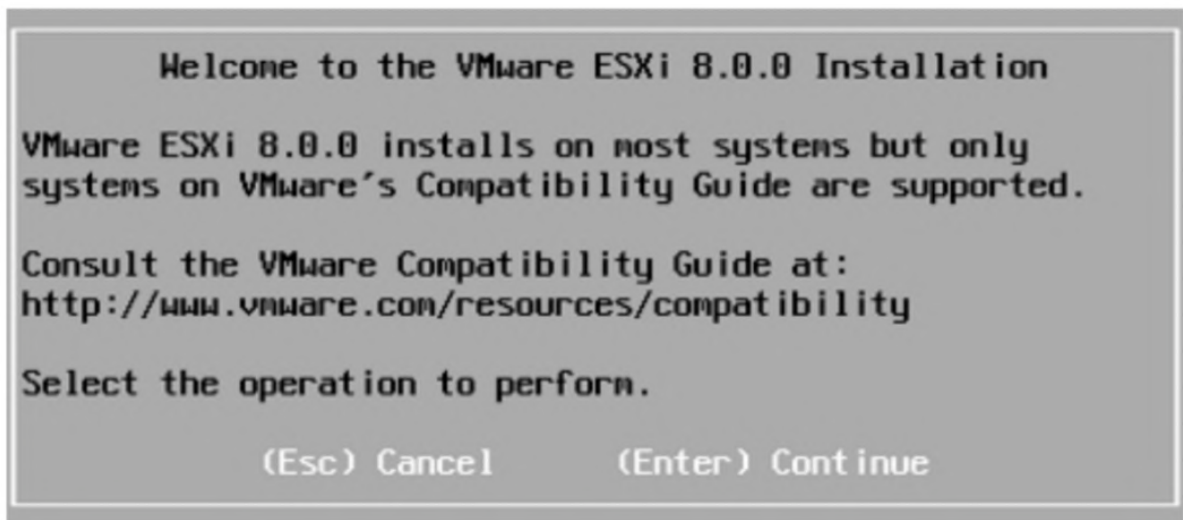 Welcome to the VMware ESXi 8.0.0 Installation
VMware ESXi 8.0.0 installs on most systems but only
systems on VMware's Compatibility Guide are supported.
Consult the VMware Compatibility Guide at:
http://www.vmware.com/resources/compatibility
Select the operation to perform.
(Esc) Cancel (Enter) Continue